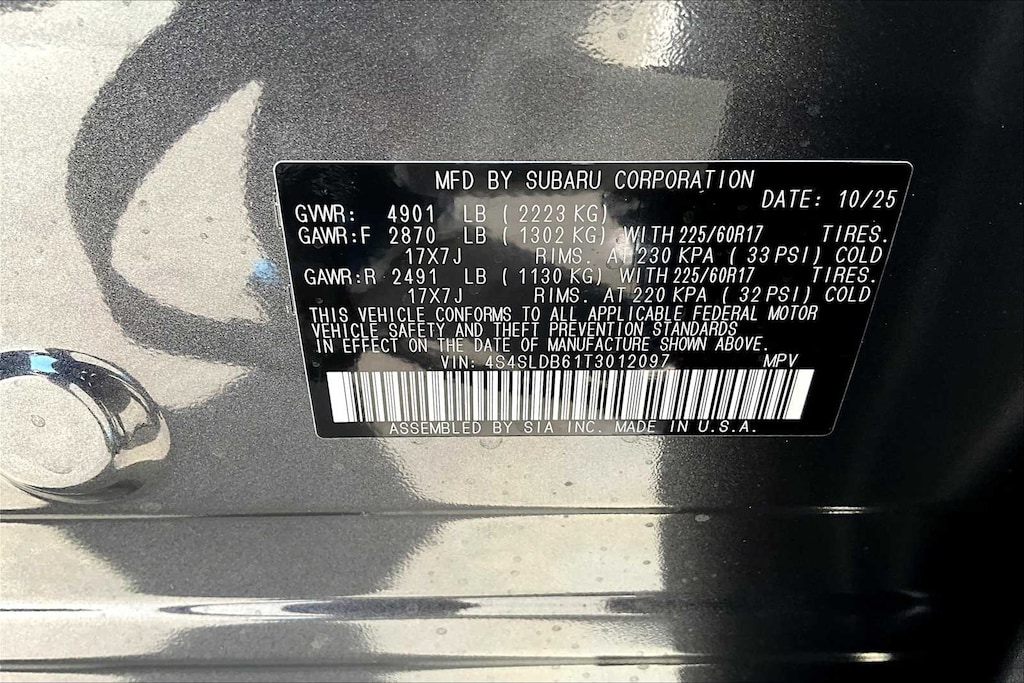 MFD BY SUBARU CORPORATION
DATE: 10/25
GVWR: 4901 LB ( 2223 KG)
GAWR:F 2870 LB ( 1302 KG) WITH 225/60R17 TIRES.
17X7J RIMS. AT 230 KPA ( 33 PSI) COLD
GAWR:R 2491 LB ( 1130 KG) WITH 225/60R17 TIRES.
17X7J RIMS. AT 220 KPA ( 32 PSI) COLD
THIS VEHICLE CONFORMS TO ALL APPLICABLE FEDERAL MOTOR
VEHICLE SAFETY AND THEFT PREVENTION STANDARDS
IN EFFECT ON THE DATE OF MANUFACTURE SHOWN ABOVE.
VIN: 4S4SLDB61T3012097 MPV
ASSEMBLED BY SIA INC. MADE IN U.S.A.